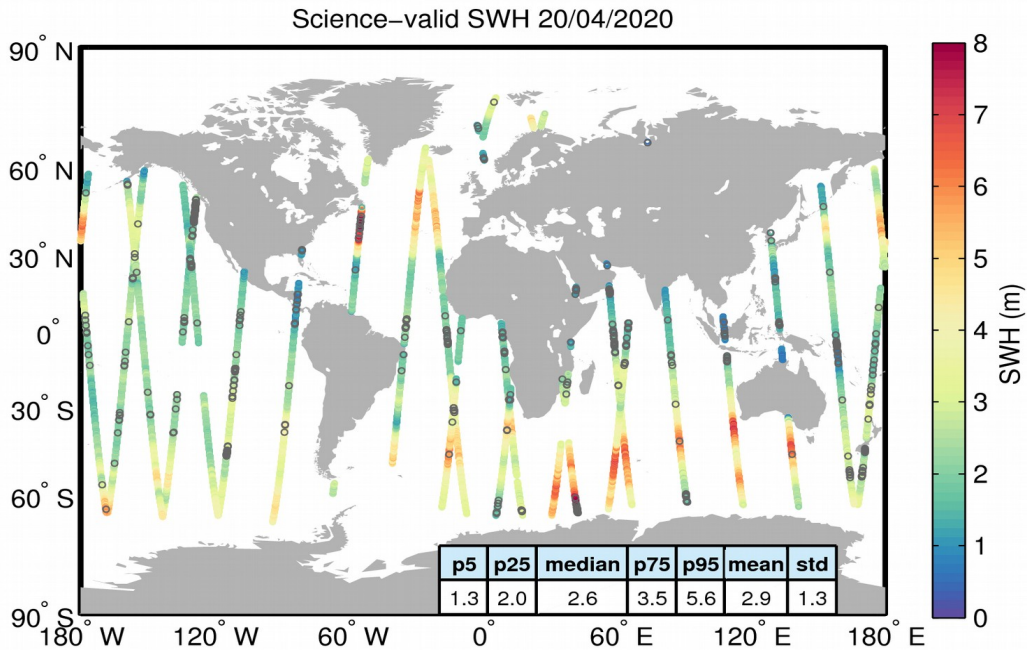 Science−valid SWH 20/04/2020
90° N
60° N
30° N
0°
30° S
60° S
90° S
180° W
120° W
60° W
0°
60° E
120° E
180° E
p5 p25 median p75 p95 mean std
1.3 2.0 2.6 3.5 5.6 2.9 1.3
8
7
6
5
4
3
2
1
0
SWH (m)